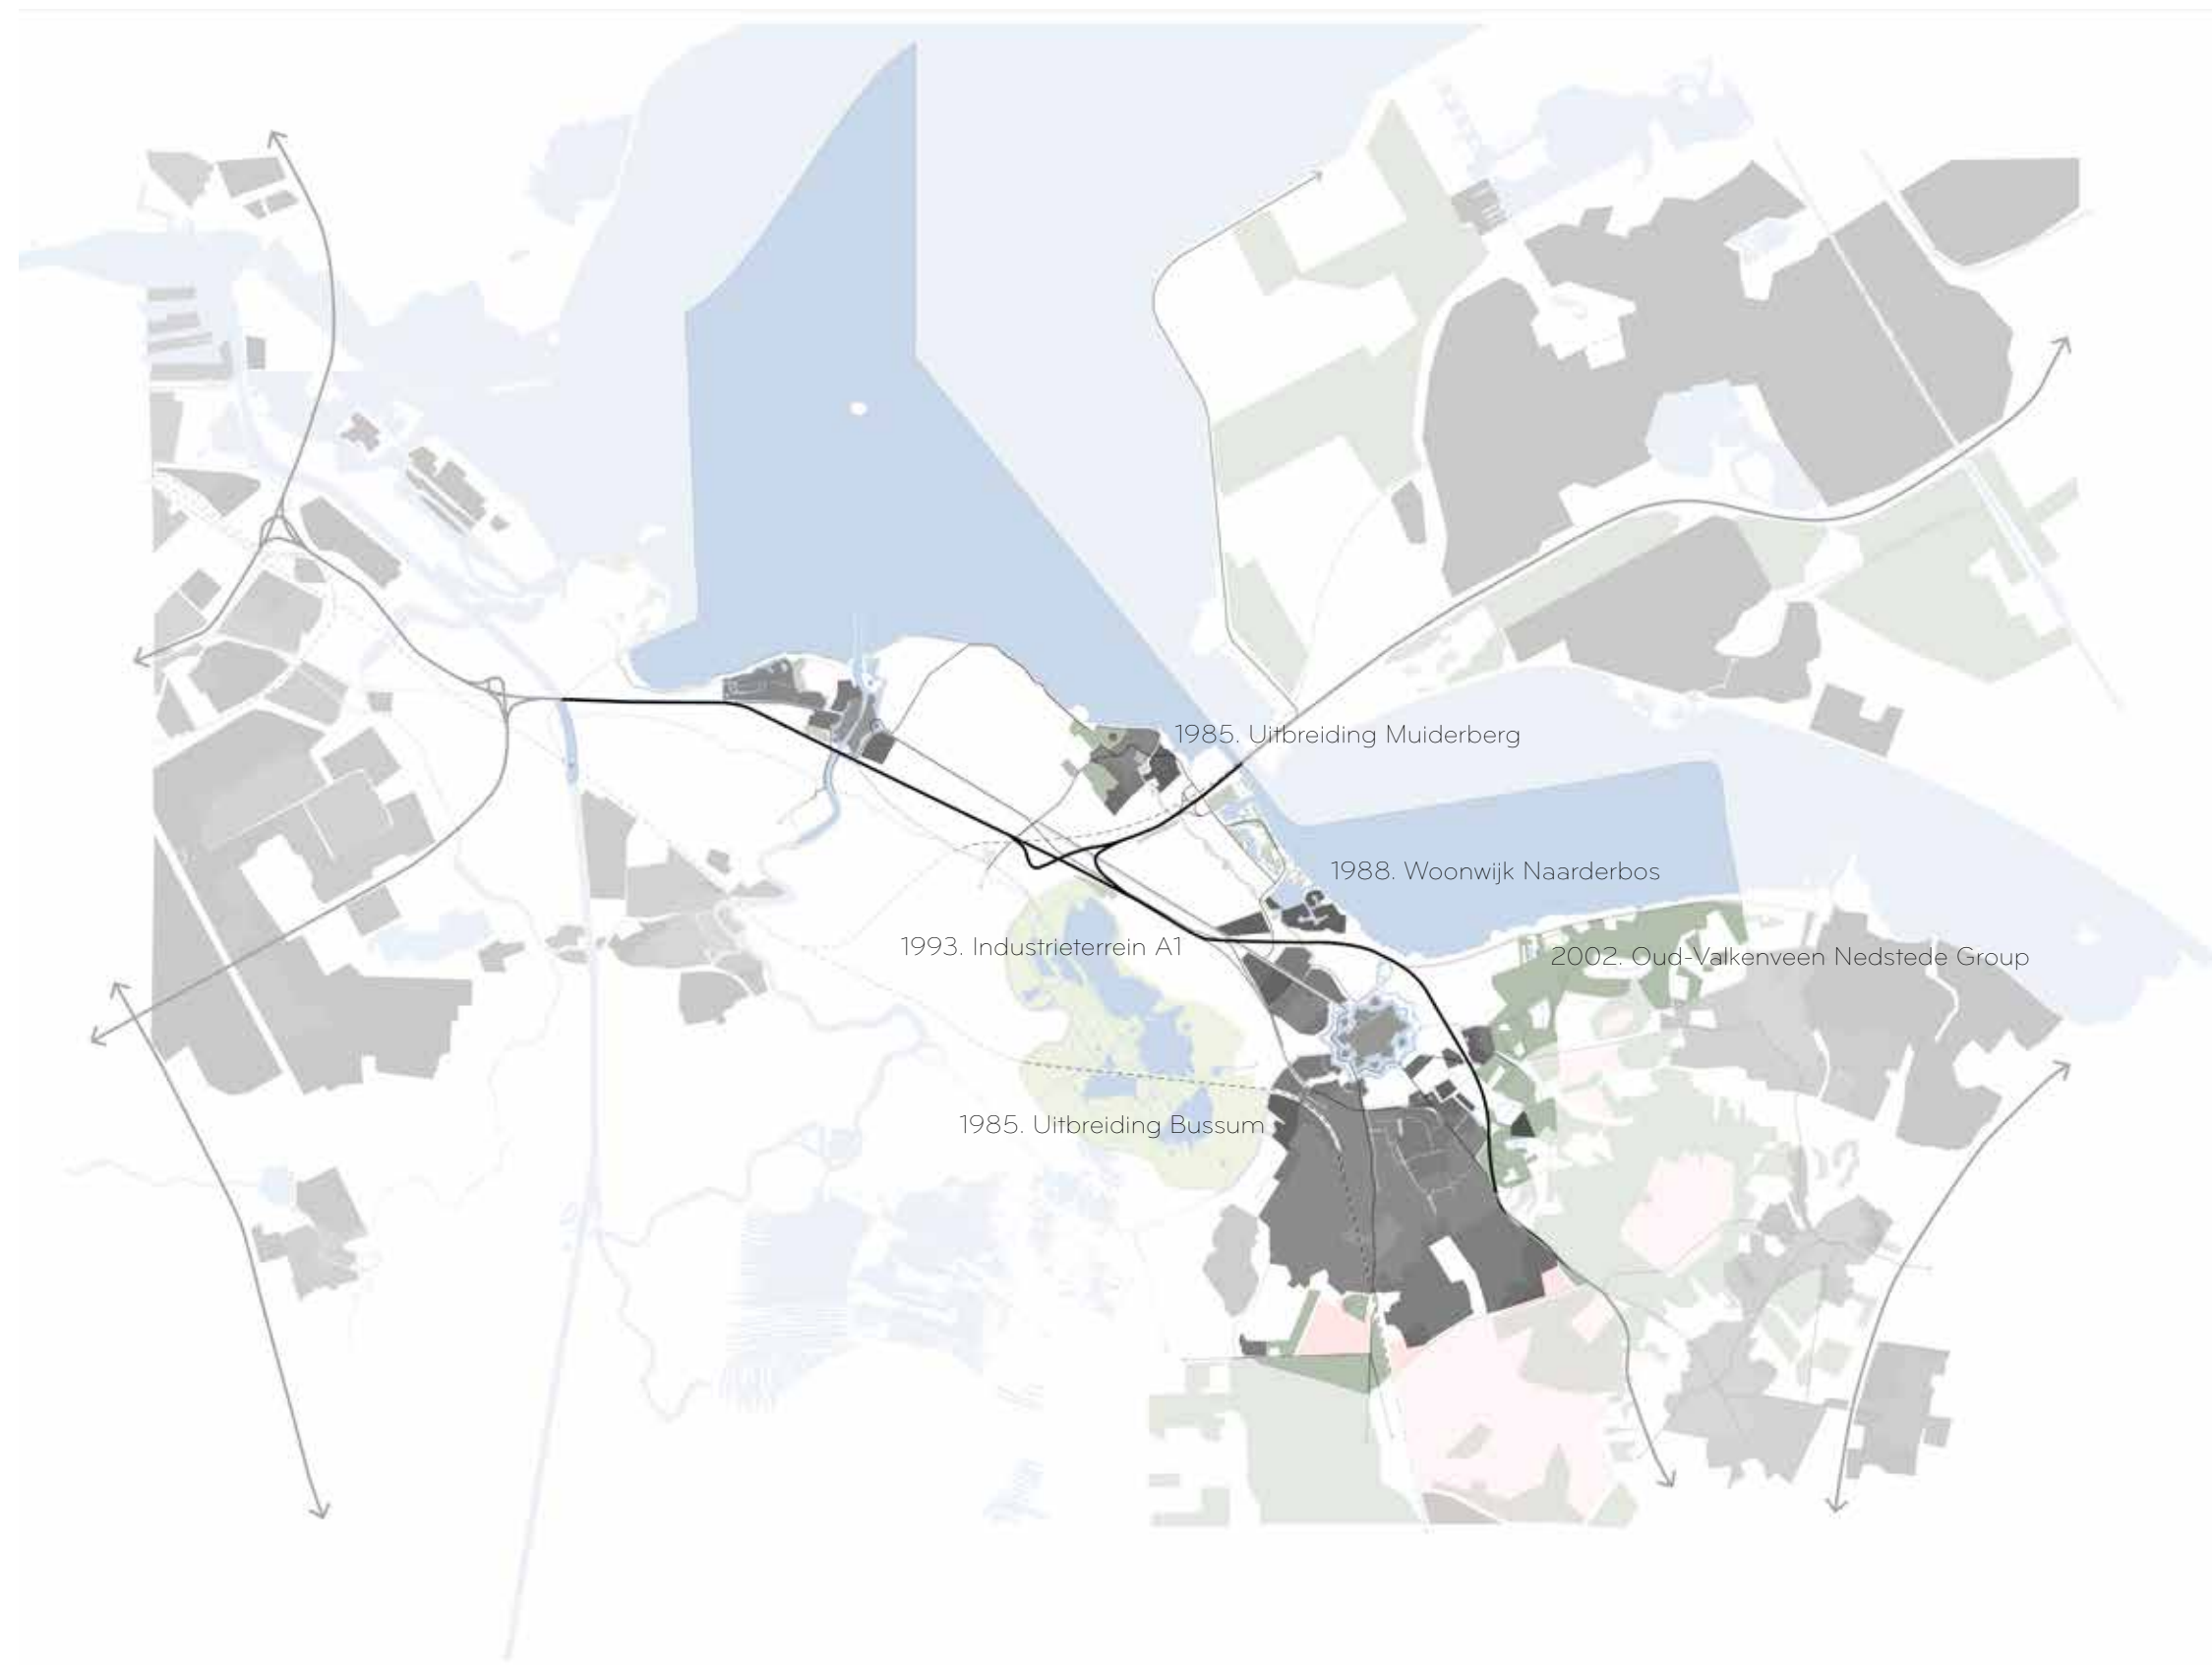 1985. Uitbreiding Muiderberg
1988. Woonwijk Naarderbos
1993. Industrieterrein A1
2002. Oud-Valkenveen Nedstede Group
1985. Uitbreiding Bussum